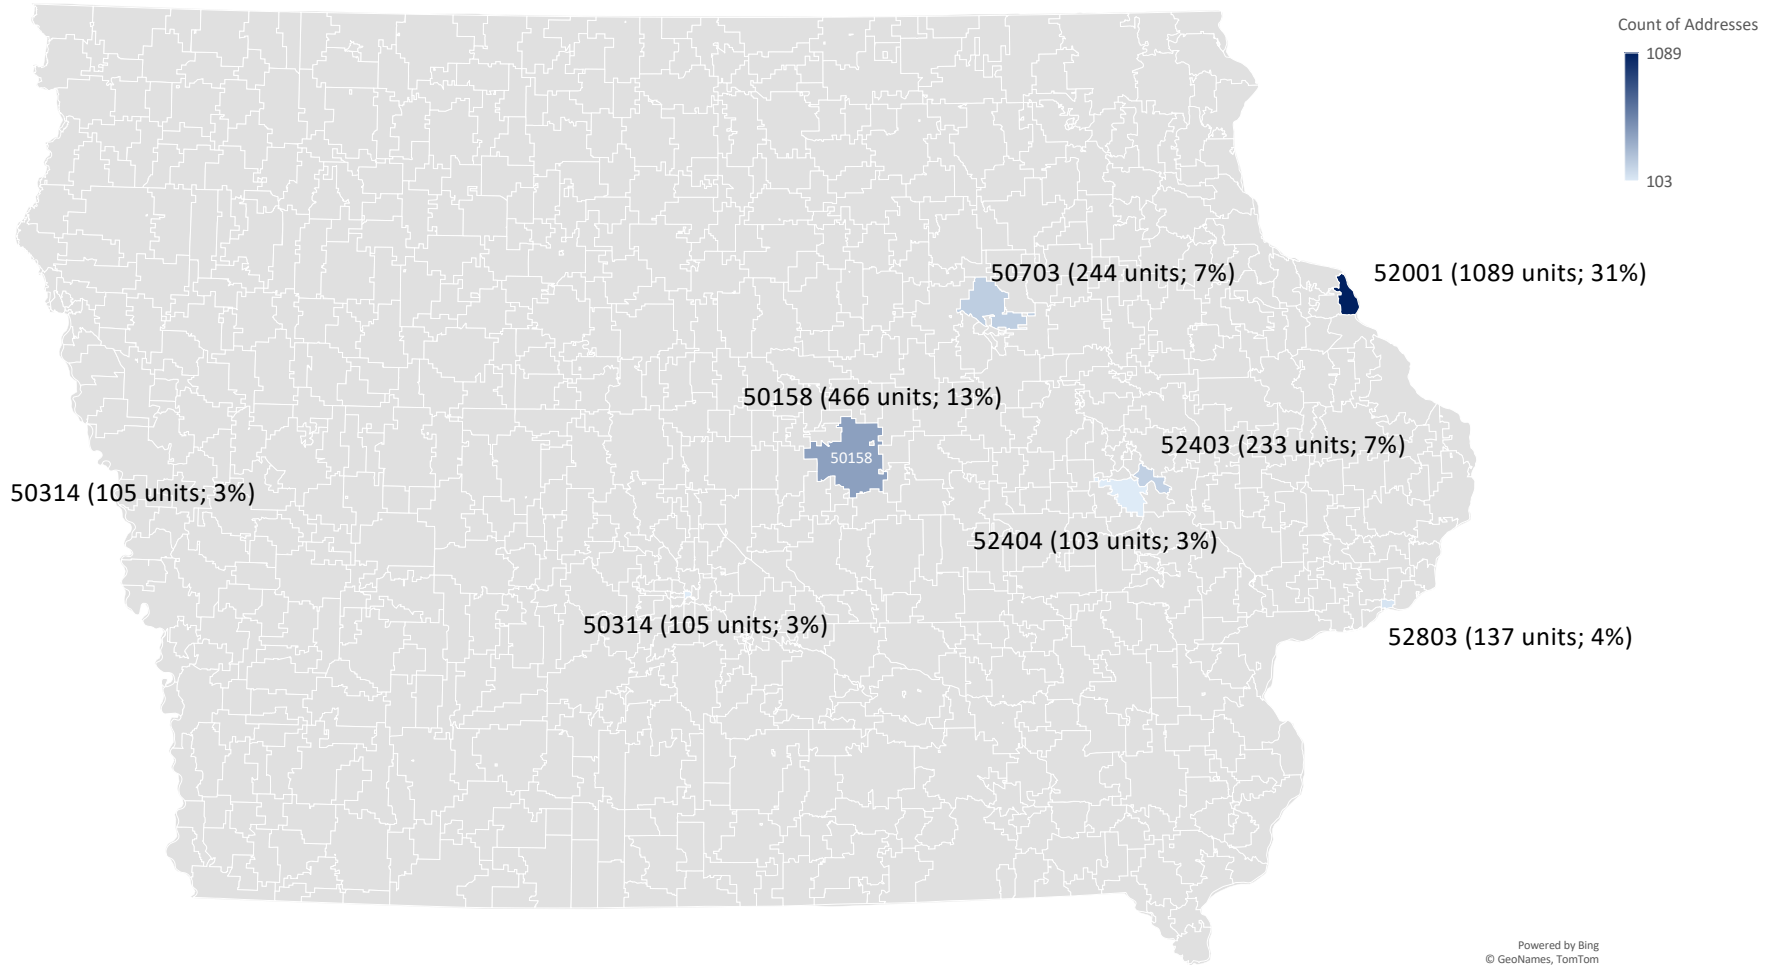 Count of Addresses
1089
103
50703 (244 units; 7%)
52001 (1089 units; 31%)
50158 (466 units; 13%)
50158
52403 (233 units; 7%)
50314 (105 units; 3%)
52404 (103 units; 3%)
50314 (105 units; 3%)
52803 (137 units; 4%)
Powered by Bing
© GeoNames, TomTom